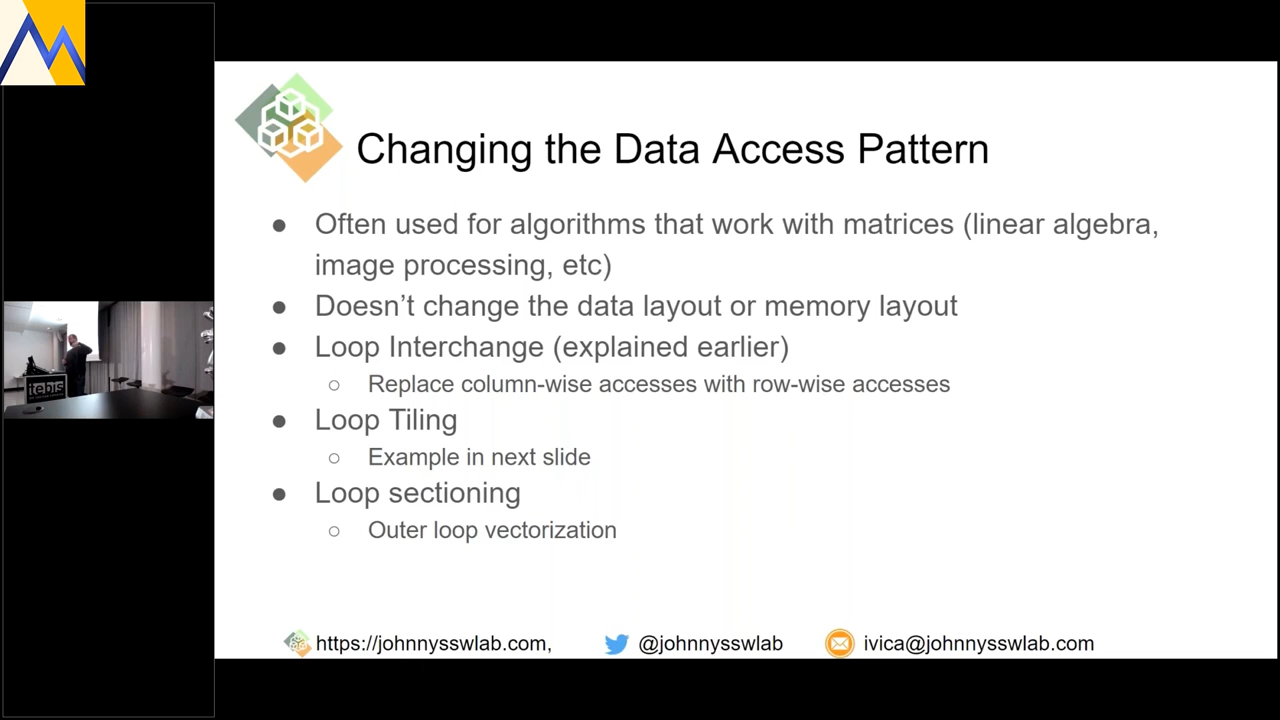 Changing the Data Access Pattern
● Often used for algorithms that work with matrices (linear algebra,
image processing, etc)
● Doesn’t change the data layout or memory layout
● Loop Interchange (explained earlier)
○ Replace column-wise accesses with row-wise accesses
● Loop Tiling
○ Example in next slide
● Loop sectioning
○ Outer loop vectorization
https://johnnysswlab.com, @johnnysswlab ivica@johnnysswlab.com
tebis